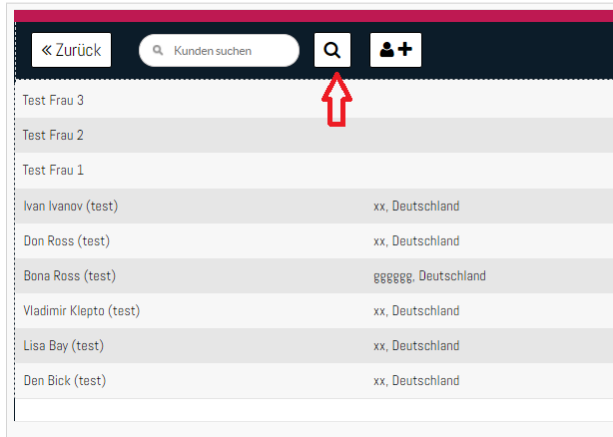 « Zurück Kunden suchen
Test Frau 3
Test Frau 2
Test Frau 1
Ivan Ivanov (test) xx, Deutschland
Don Ross (test) xx, Deutschland
Bona Ross (test) gggggg, Deutschland
Vladimir Klepto (test) xx, Deutschland
Lisa Bay (test) xx, Deutschland
Den Bick (test) xx, Deutschland